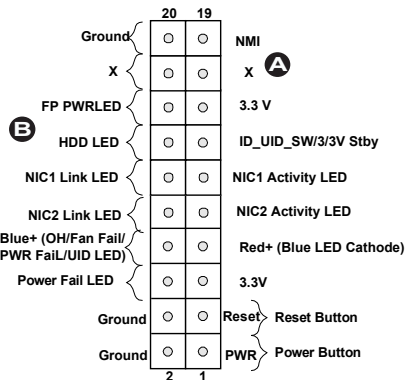 20 19
Ground NMI
X X A
FP PWRLED 3.3 V
B
HDD LED ID_UID_SW/3/3V Stby
NIC1 Link LED NIC1 Activity LED
NIC2 Link LED NIC2 Activity LED
Blue+ (OH/Fan Fail/
PWR FaiL/UID LED) Red+ (Blue LED Cathode)
Power Fail LED 3.3V
Ground Reset Reset Button
Ground PWR Power Button
2 1